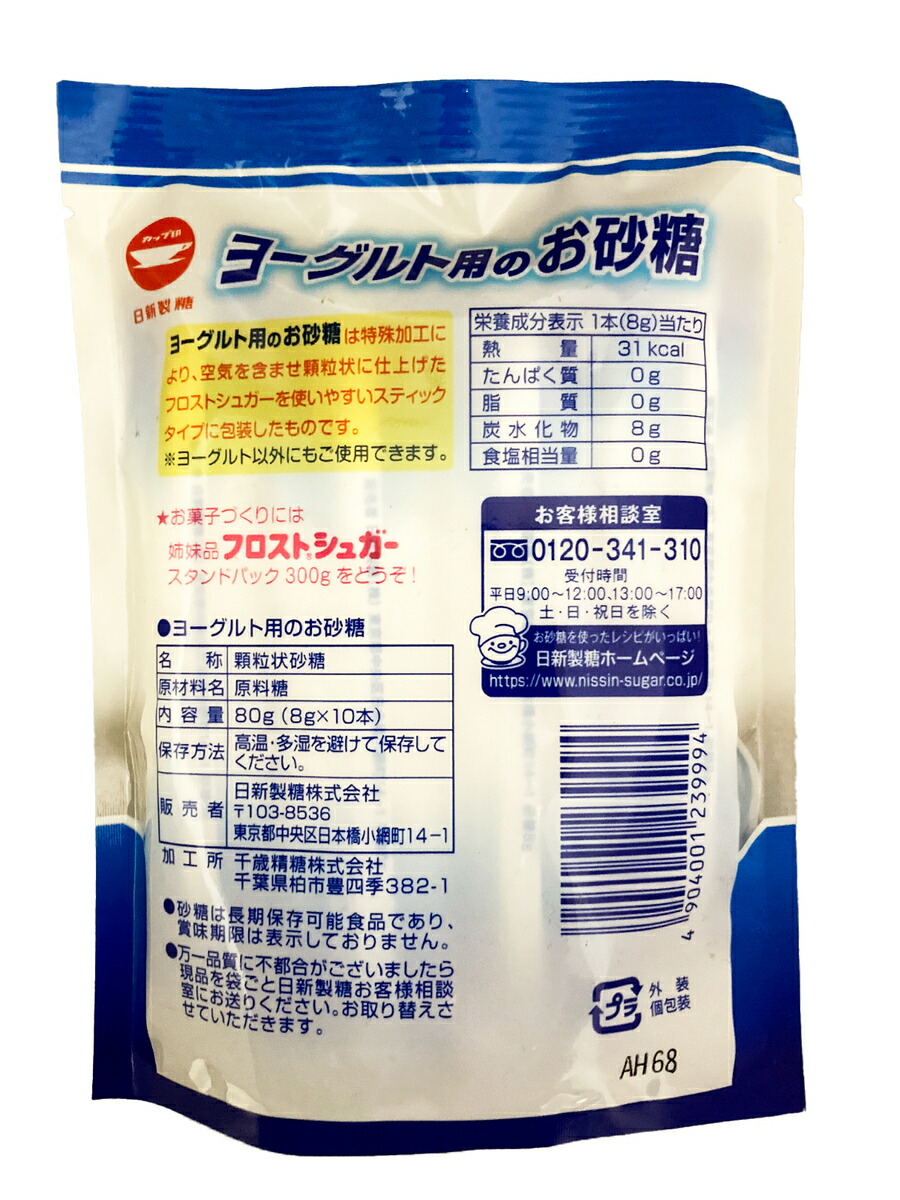 カップ印
日新製糖
ヨーグルト用のお砂糖
ヨーグルト用のお砂糖は特殊加工に
より、空気を含ませ顆粒状に仕上げた
フロストシュガーを使いやすいスティック
タイプに包装したものです。
※ヨーグルト以外にもご使用できます。
栄養成分表示 1本(8g)当たり
熱量 31kcal
たんぱく質 0g
脂質 0g
炭水化物 8g
食塩相当量 0g
★お菓子づくりには
姉妹品フロストシュガー
スタンドパック300gをどうぞ!
お客様相談室
0120-341-310
受付時間
平日9:00～12:00、13:00～17:00
土・日・祝日を除く
お砂糖を使ったレシピがいっぱい!
日新製糖ホームページ
https://www.nissin-sugar.co.jp/
●ヨーグルト用のお砂糖
名称 顆粒状砂糖
原材料名 原料糖
内容量 80g(8g×10本)
保存方法 高温・多湿を避けて保存して
ください。
販売者 日新製糖株式会社
〒103-8536
東京都中央区日本橋小網町14-1
加工所 千歳精糖株式会社
千葉県柏市豊四季382-1
●砂糖は長期保存可能食品であり、
賞味期限は表示しておりません。
●万一品質に不都合がございましたら
現品を袋ごと日新製糖お客様相談
室にお送りください。お取り替えさ
せていただきます。
4904001239994
プラ
外装
個包装
AH68